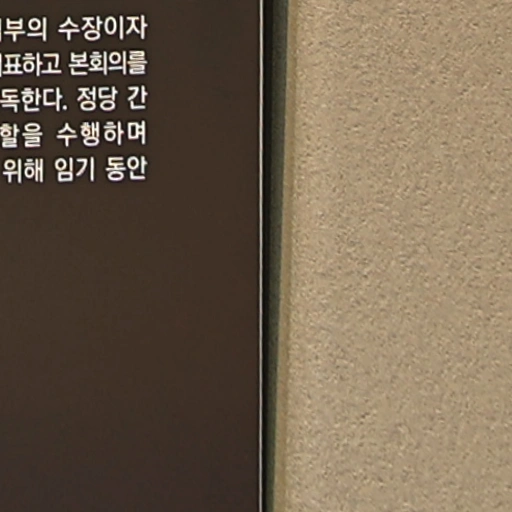 부의 수장이자
표하고 본회의를
독한다. 정당 간
할을 수행하며
위해 임기 동안